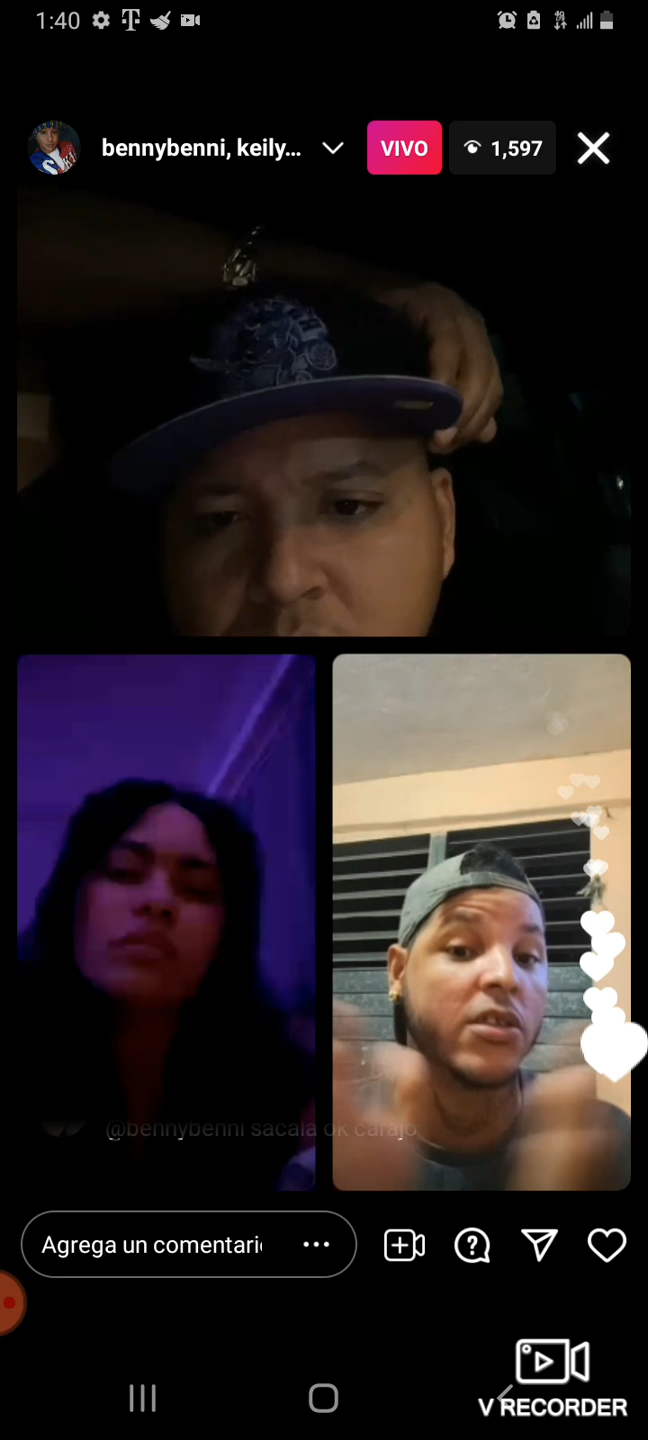 1:40
bennybenni, keily...
VIVO
1,597
@bennybenni sacala ok carajo
Agrega un comentari
V RECORDER